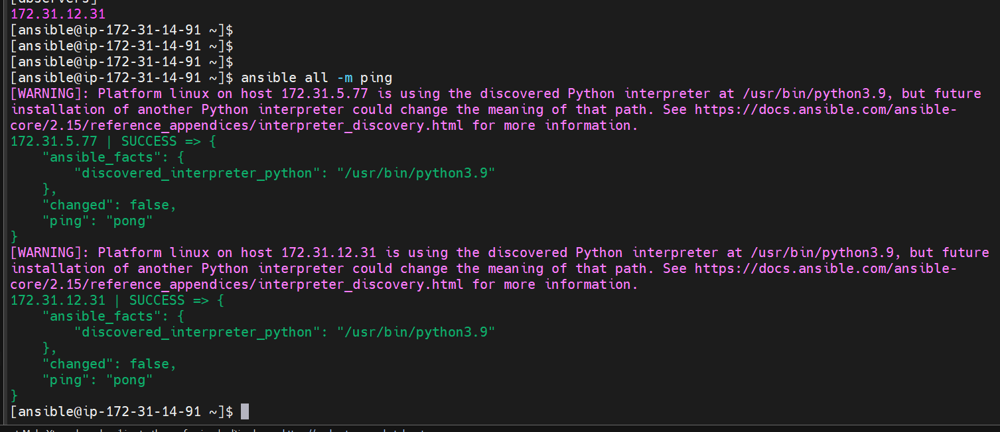 172.31.12.31
[ansible@ip-172-31-14-91 ~]$
[ansible@ip-172-31-14-91 ~]$
[ansible@ip-172-31-14-91 ~]$
[ansible@ip-172-31-14-91 ~]$ ansible all -m ping
[WARNING]: Platform linux on host 172.31.5.77 is using the discovered Python interpreter at /usr/bin/python3.9, but future
installation of another Python interpreter could change the meaning of that path. See https://docs.ansible.com/ansible-
core/2.15/reference_appendices/interpreter_discovery.html for more information.
172.31.5.77 | SUCCESS => {
    "ansible_facts": {
        "discovered_interpreter_python": "/usr/bin/python3.9"
    },
    "changed": false,
    "ping": "pong"
}
[WARNING]: Platform linux on host 172.31.12.31 is using the discovered Python interpreter at /usr/bin/python3.9, but future
installation of another Python interpreter could change the meaning of that path. See https://docs.ansible.com/ansible-
core/2.15/reference_appendices/interpreter_discovery.html for more information.
172.31.12.31 | SUCCESS => {
    "ansible_facts": {
        "discovered_interpreter_python": "/usr/bin/python3.9"
    },
    "changed": false,
    "ping": "pong"
}
[ansible@ip-172-31-14-91 ~]$